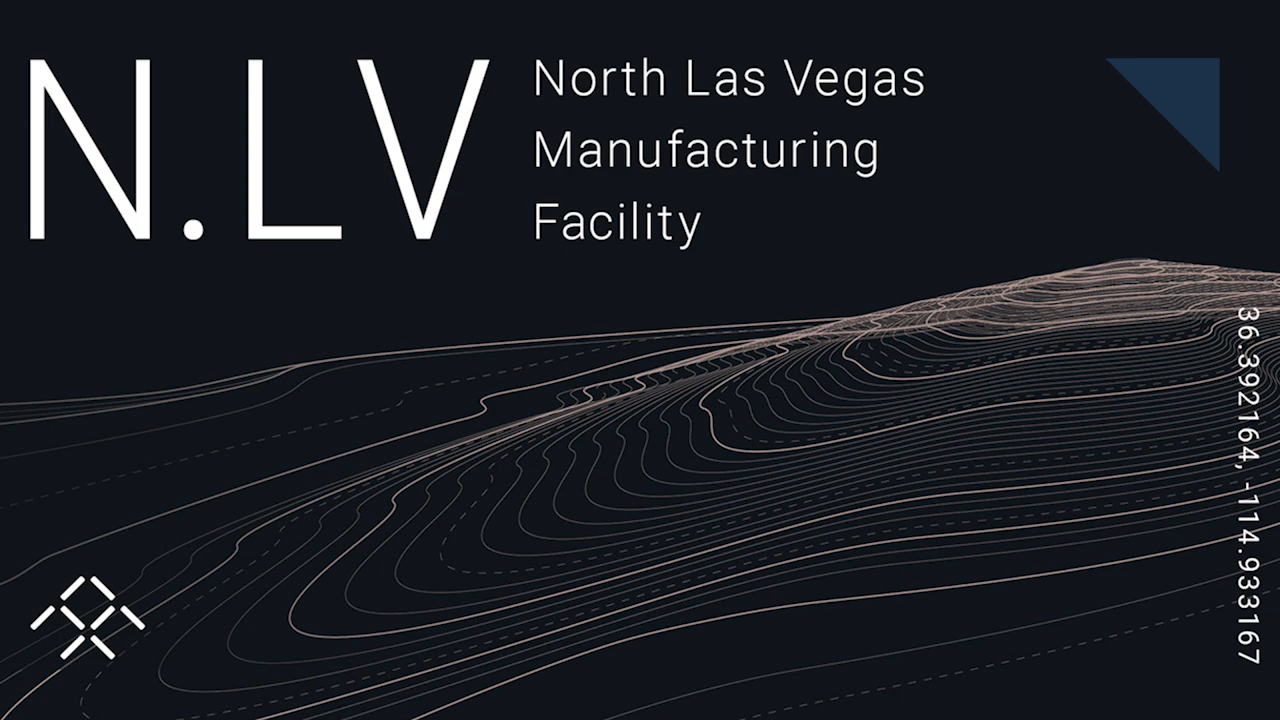 N.LV
North Las Vegas
Manufacturing
Facility
36.392164, -114.933167